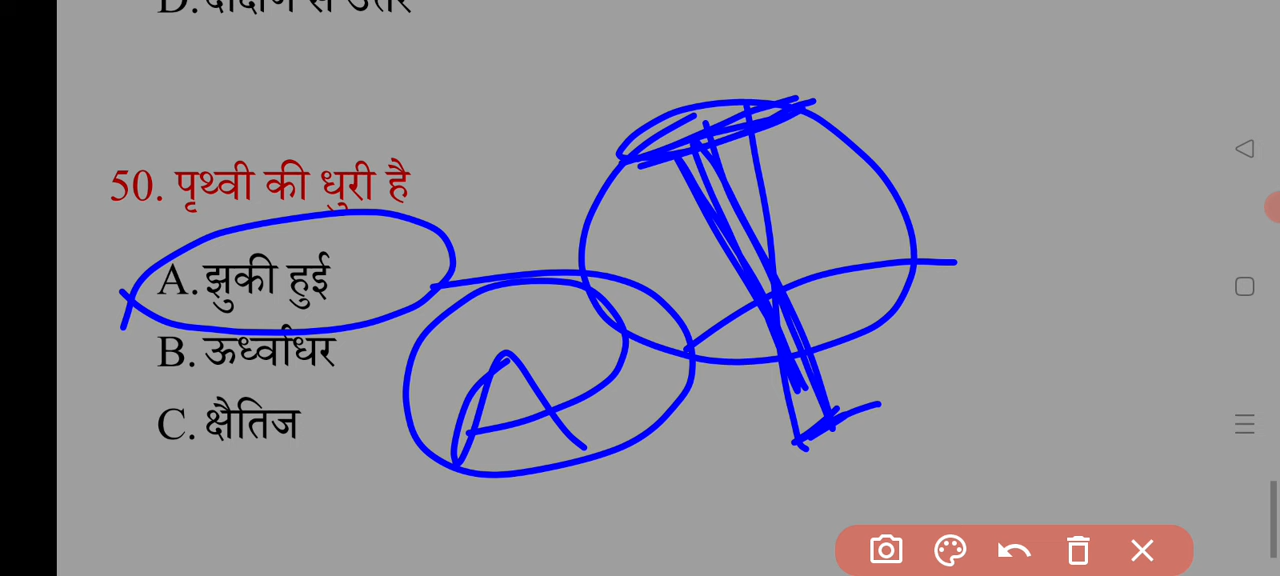 50. पृथ्वी की धुरी है
A. झुकी हुई
B. ऊर्ध्वाधर
C. क्षैतिज
A